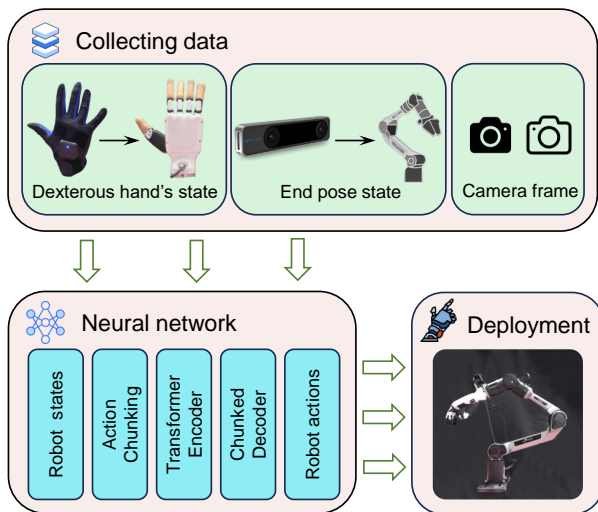 Collecting data
Dexterous hand's state
End pose state
Camera frame
Neural network
Robot states
Action
Chunking
Transformer
Encoder
Chunked
Decoder
Robot actions
Deployment